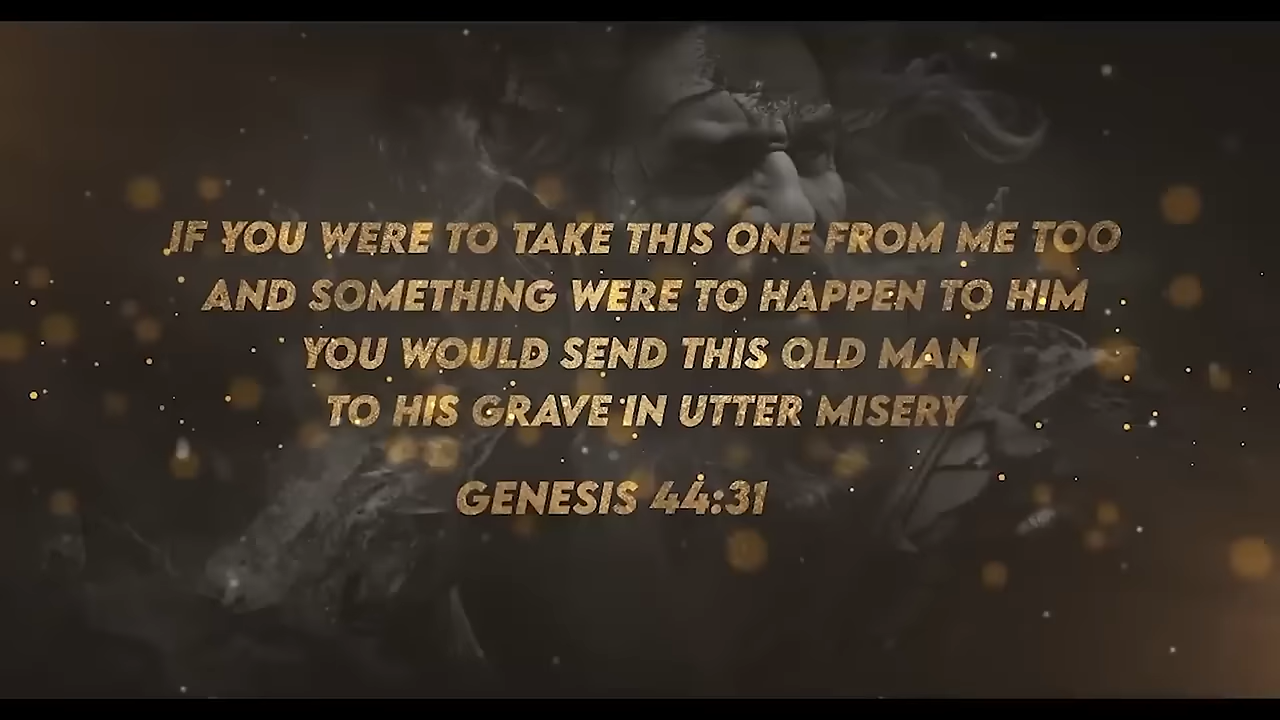 IF YOU WERE TO TAKE THIS ONE FROM ME TOO
AND SOMETHING WERE TO HAPPEN TO HIM
YOU WOULD SEND THIS OLD MAN
TO HIS GRAVE IN UTTER MISERY
GENESIS 44:31